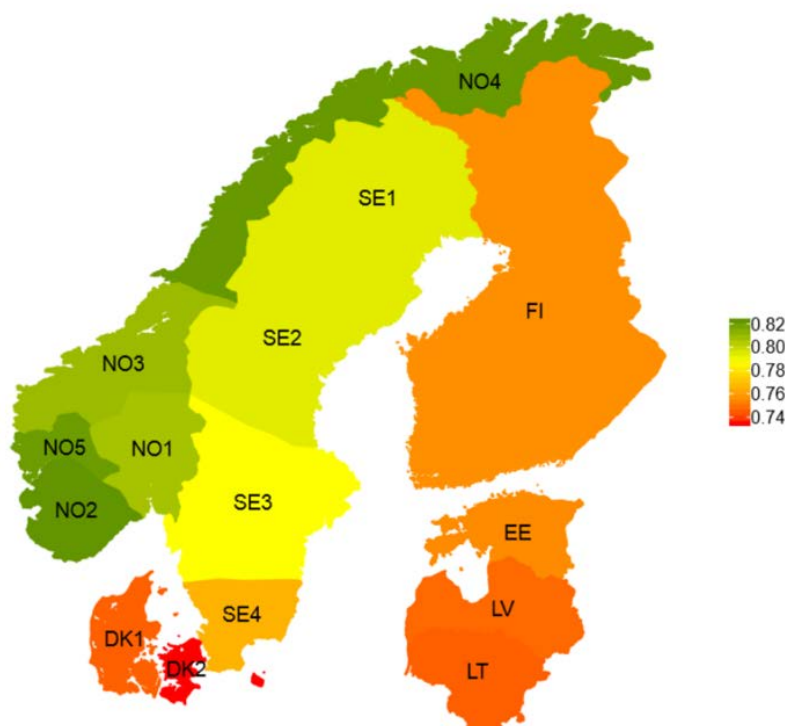 NO4
SE1
FI
SE2
NO3
NO5
NO1
NO2
SE3
EE
SE4
LV
DK1
DK2
LT
0.82
0.80
0.78
0.76
0.74